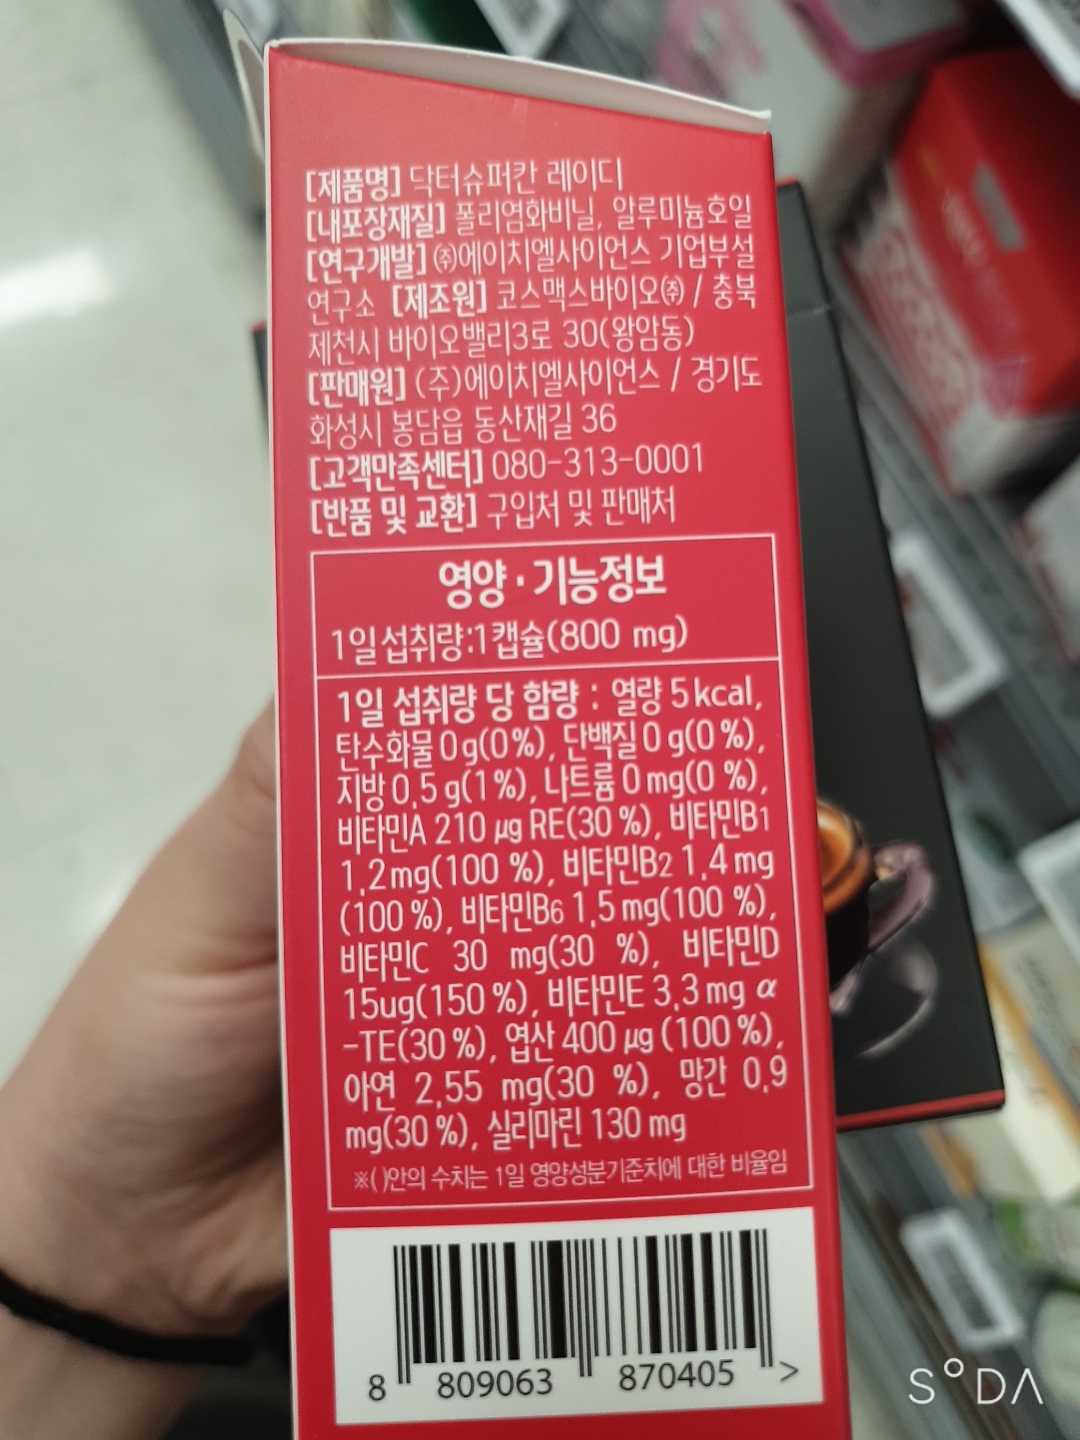 [제품명] 닥터슈퍼칸 레이디
[내포장재질] 폴리염화비닐, 알루미늄호일
[연구개발] ㈜에이치엘사이언스 기업부설
연구소 [제조원] 코스맥스바이오㈜ / 충북
제천시 바이오밸리3로 30(왕암동)
[판매원] (주)에이치엘사이언스 / 경기도
화성시 봉담읍 동산재길 36
[고객만족센터] 080-313-0001
[반품 및 교환] 구입처 및 판매처
영양·기능정보
1일 섭취량:1캡슐(800 mg)
1일 섭취량 당 함량 : 열량 5 kcal,
탄수화물 0 g(0 %), 단백질 0 g(0 %),
지방 0.5 g(1 %), 나트륨 0 mg(0 %),
비타민A 210 μg RE(30 %), 비타민B1
1.2 mg(100 %), 비타민B2 1.4 mg
(100 %), 비타민B6 1.5 mg(100 %),
비타민C 30 mg(30 %), 비타민D
15ug(150 %), 비타민E 3.3 mg α
-TE(30 %), 엽산 400 μg (100 %),
아연 2.55 mg(30 %), 망간 0.9
mg(30 %), 실리마린 130 mg
※( )안의 수치는 1일 영양성분기준치에 대한 비율임
8 809063 870405 >
SODA